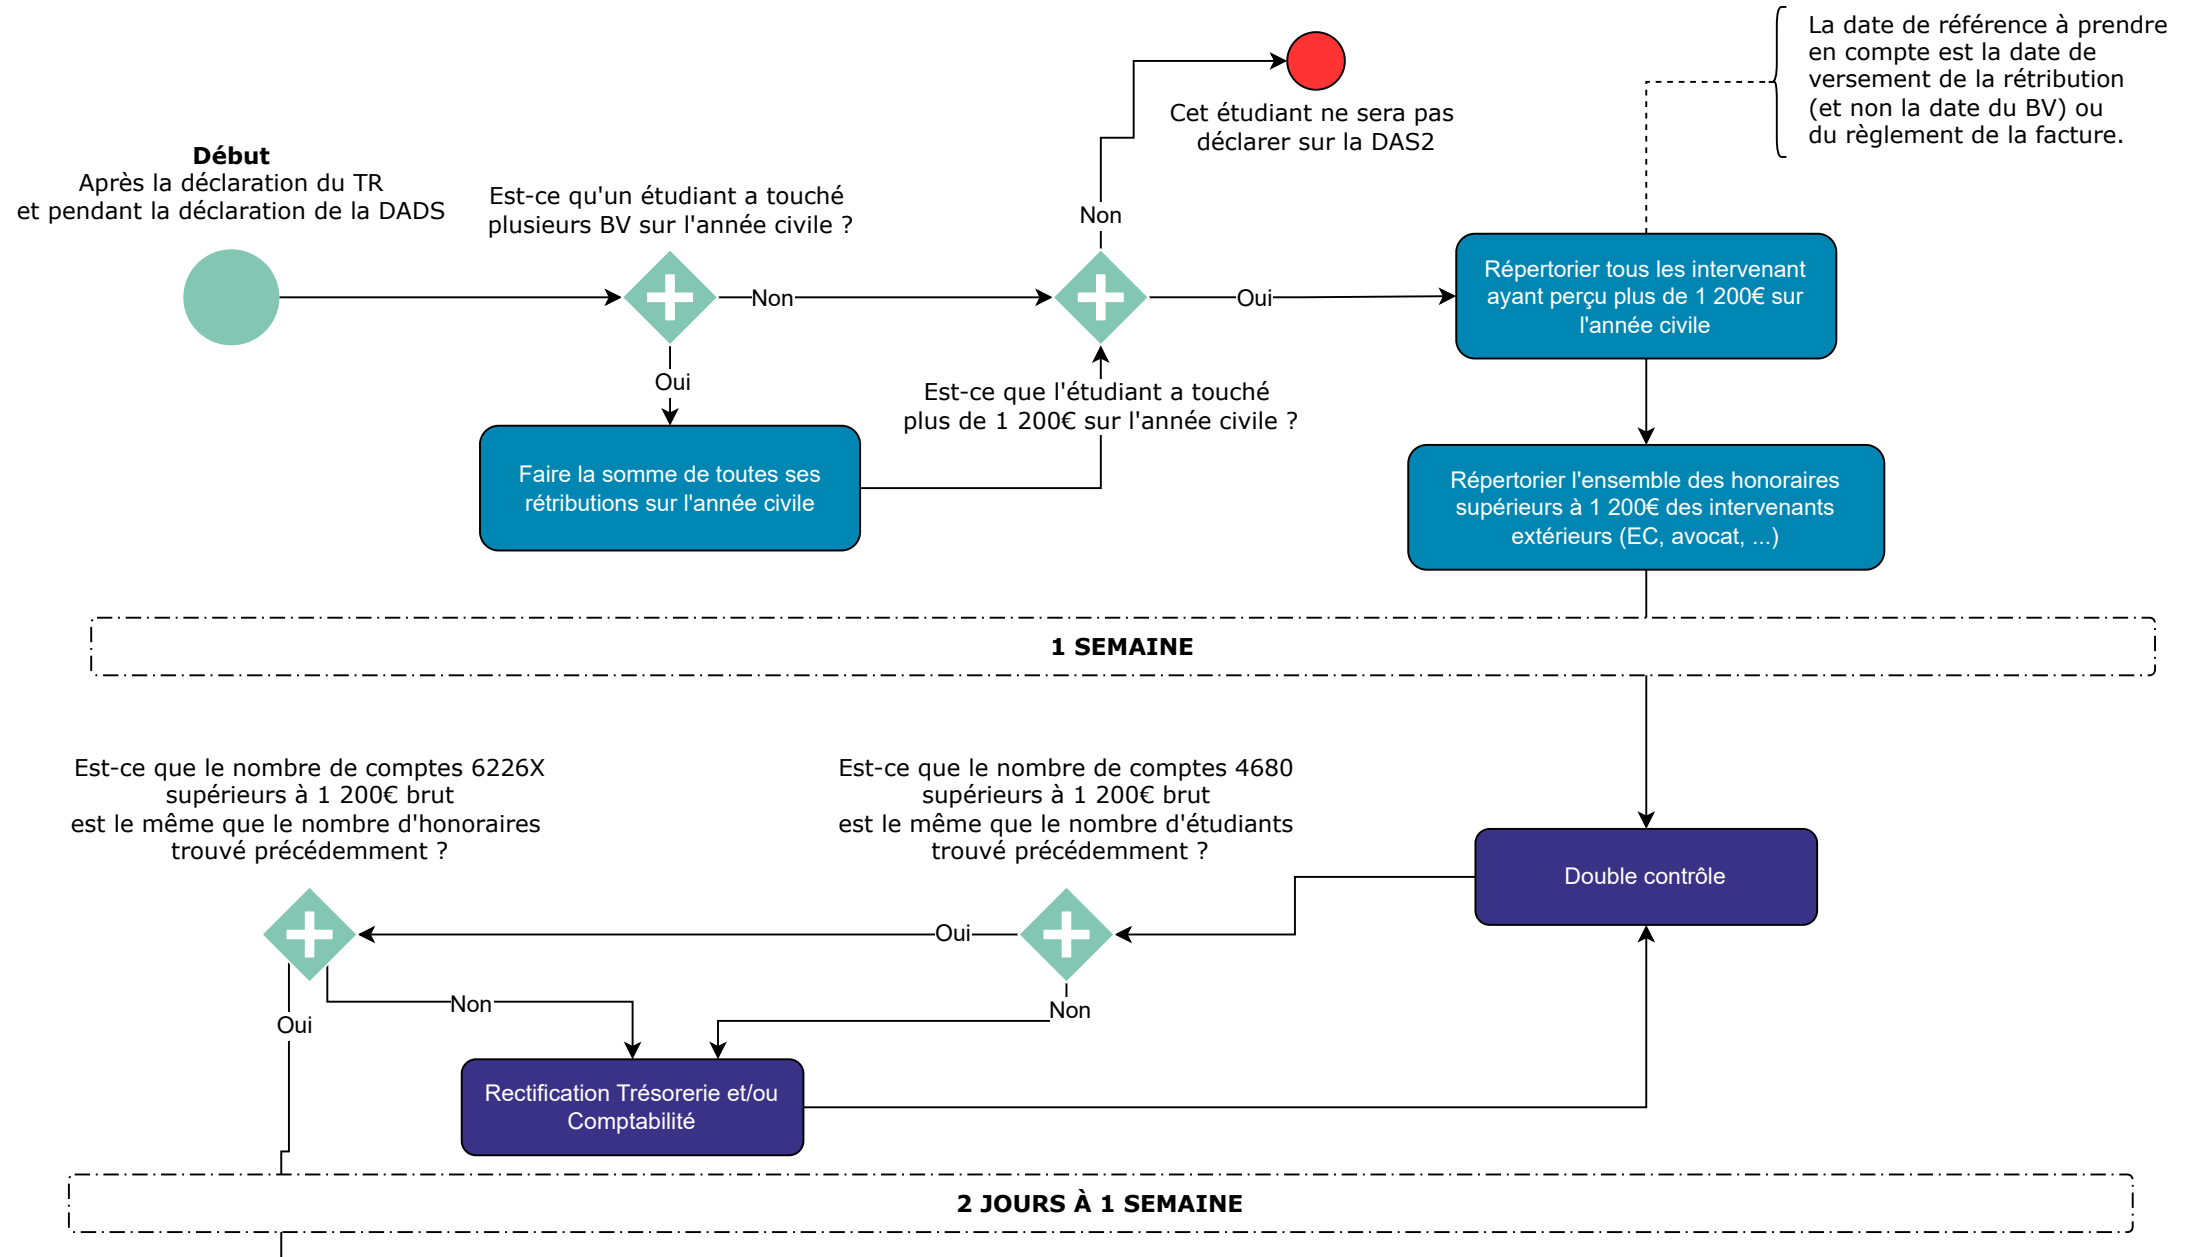 La date de référence à prendre
en compte est la date de
versement de la rétribution
(et non la date du BV) ou
du règlement de la facture.
Cet étudiant ne sera pas
déclarer sur la DAS2
Début
Après la déclaration du TR
et pendant la déclaration de la DADS
Est-ce qu'un étudiant a touché
plusieurs BV sur l'année civile ?
Non
Non
Oui
Répertorier tous les intervenant
ayant perçu plus de 1 200€ sur
l'année civile
Oui
Est-ce que l'étudiant a touché
plus de 1 200€ sur l'année civile ?
Faire la somme de toutes ses
rétributions sur l'année civile
Répertorier l'ensemble des honoraires
supérieurs à 1 200€ des intervenants
extérieurs (EC, avocat, ...)
1 SEMAINE
Est-ce que le nombre de comptes 6226X
supérieurs à 1 200€ brut
est le même que le nombre d'honoraires
trouvé précédemment ?
Est-ce que le nombre de comptes 4680
supérieurs à 1 200€ brut
est le même que le nombre d'étudiants
trouvé précédemment ?
Double contrôle
Oui
Non
Non
Oui
Rectification Trésorerie et/ou
Comptabilité
2 JOURS À 1 SEMAINE